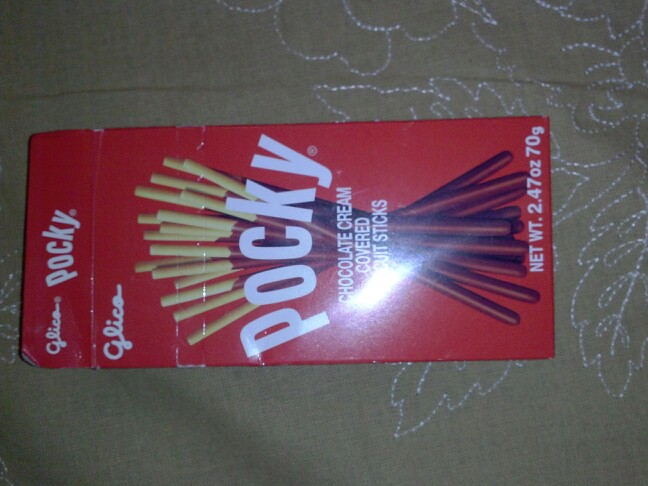 Glico® POCKY®
Glico
POCKY®
CHOCOLATE CREAM
COVERED
STICKS
NET WT. 2.47oz 70g